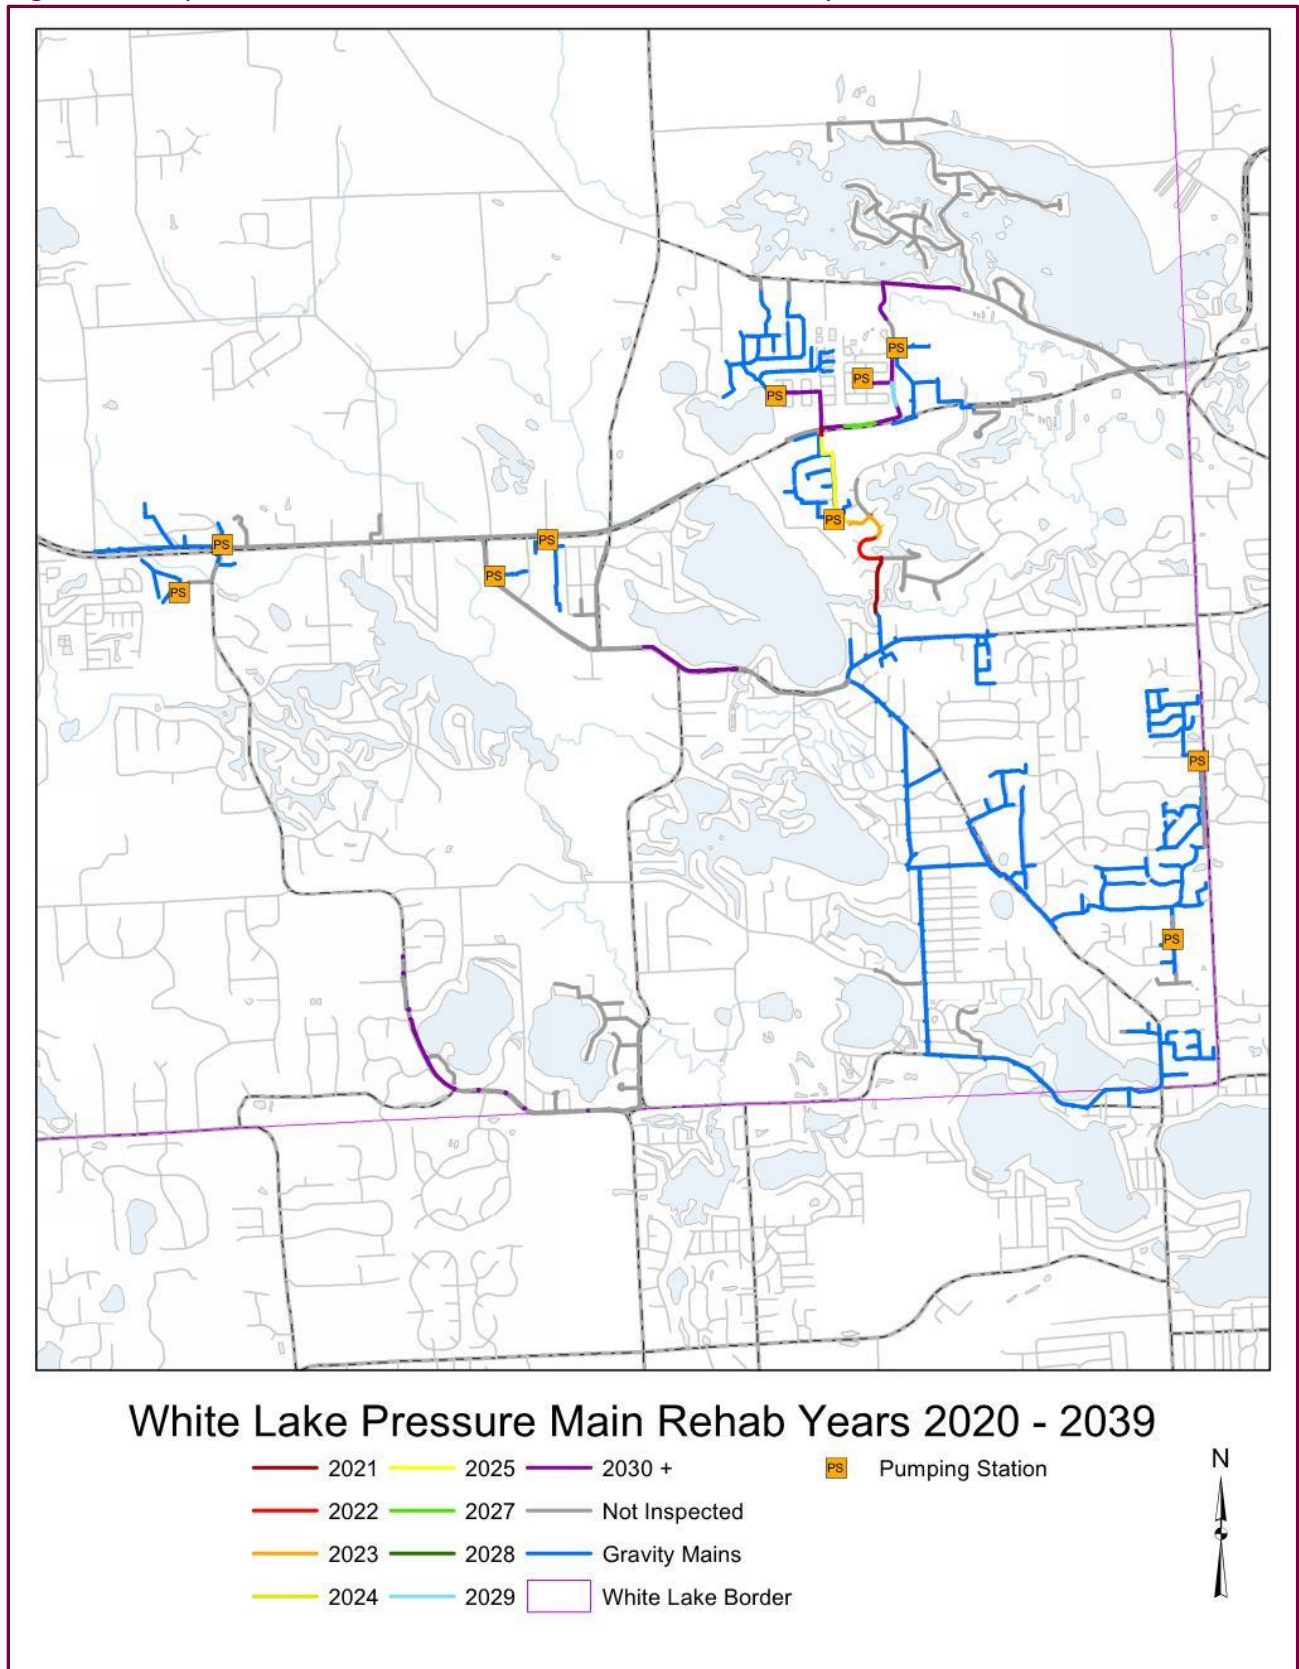 PS
PS
PS
PS
PS
PS
PS
PS
PS
PS
White Lake Pressure Main Rehab Years 2020 - 2039
2021 2025 2030 + PS Pumping Station N
2022 2027 Not Inspected
2023 2028 Gravity Mains
2024 2029 White Lake Border